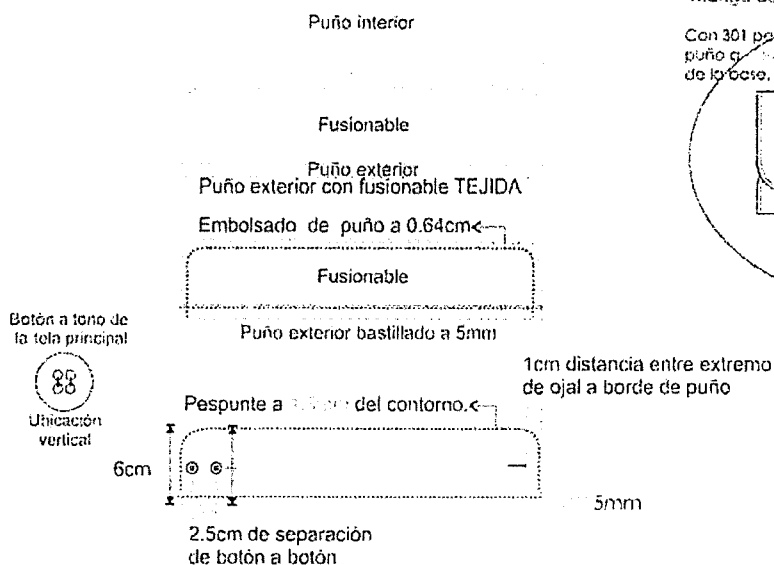 Puño interior
Con 301
puño
de la base.
Fusionable
Puño exterior
Puño exterior con fusionable TEJIDA
Embolsado de puño a 0.64cm
Fusionable
Puño exterior bastillado a 5mm
Botón a tono de
la tela principal
Ubicación
vertical
1cm distancia entre extremo
de ojal a borde de puño
Pespunte a del contorno.
6cm
5mm
2.5cm de separación
de botón a botón